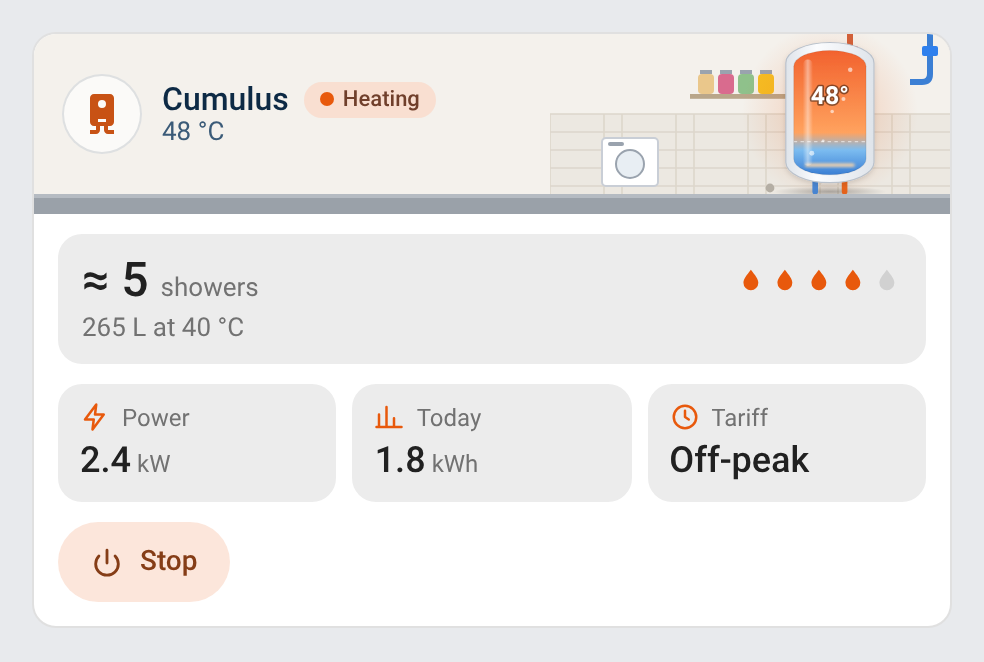 Cumulus
Heating
48 °C
48°
≈ 5 showers
265 L at 40 °C
Power
2.4 kW
Today
1.8 kWh
Tariff
Off-peak
Stop